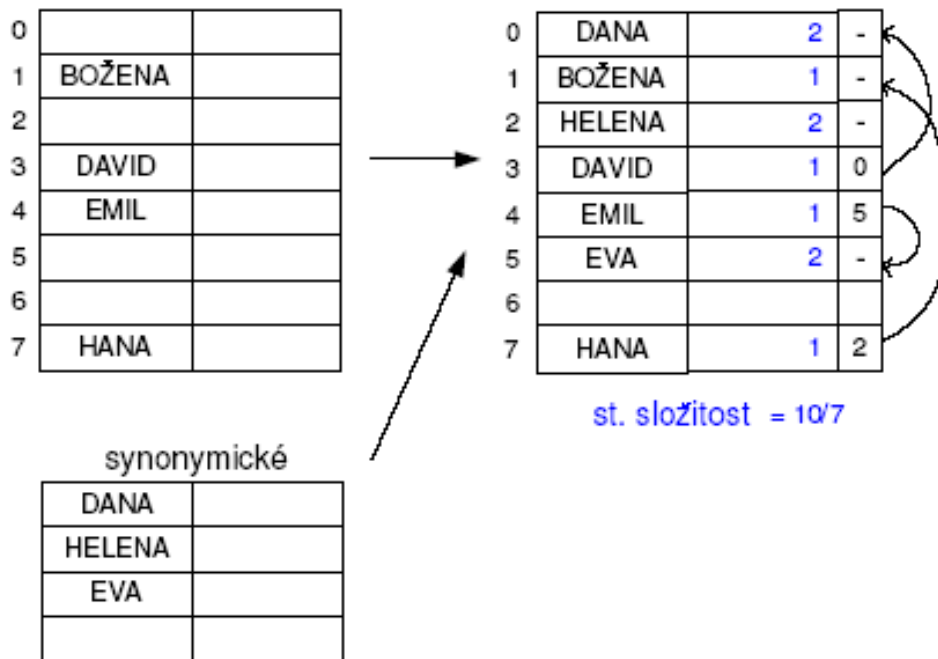 0
1 BOŽENA
2
3 DAVID
4 EMIL
5
6
7 HANA
0 DANA 2 -
1 BOŽENA 1 -
2 HELENA 2 -
3 DAVID 1 0
4 EMIL 1 5
5 EVA 2 -
6
7 HANA 1 2
st. složitost = 10/7
synonymické
DANA
HELENA
EVA